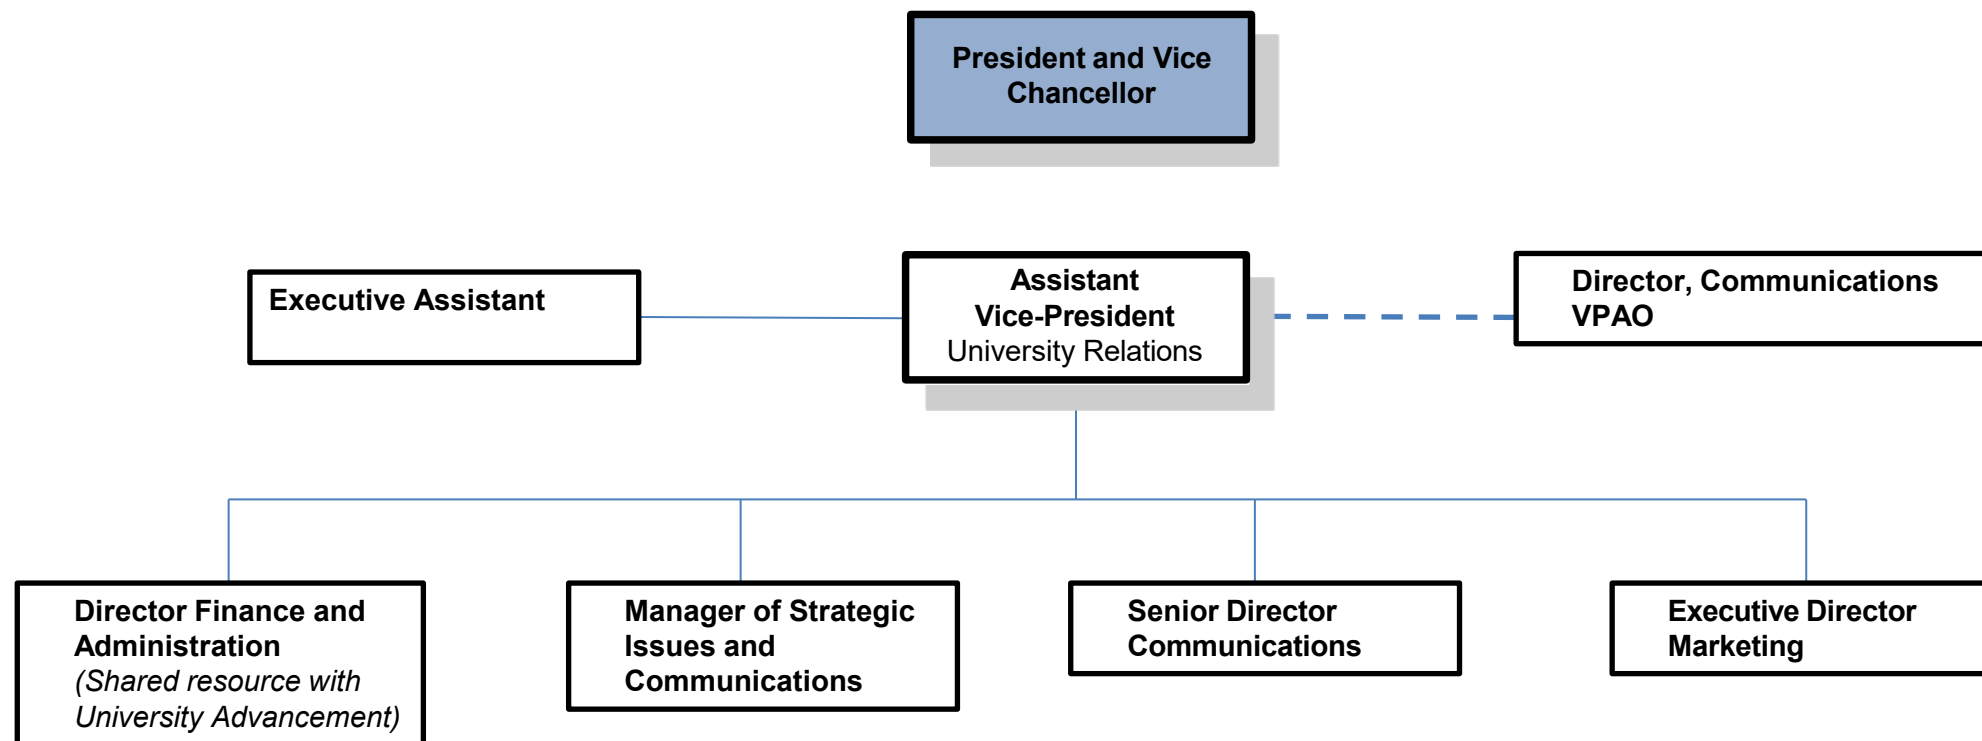 President and Vice
Chancellor
Executive Assistant
Assistant
Vice-President
University Relations
Director, Communications
VPAO
Director Finance and
Administration
(Shared resource with
University Advancement)
Manager of Strategic
Issues and
Communications
Senior Director
Communications
Executive Director
Marketing